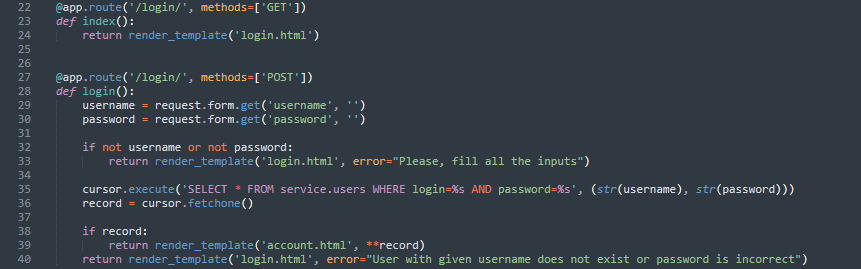 22 @app.route('/login/', methods=['GET'])
23 def index():
24     return render_template('login.html')
25
26
27 @app.route('/login/', methods=['POST'])
28 def login():
29     username = request.form.get('username', '')
30     password = request.form.get('password', '')
31
32     if not username or not password:
33         return render_template('login.html', error="Please, fill all the inputs")
34
35     cursor.execute('SELECT * FROM service.users WHERE login=%s AND password=%s', (str(username), str(password)))
36     record = cursor.fetchone()
37
38     if record:
39         return render_template('account.html', **record)
40     return render_template('login.html', error="User with given username does not exist or password is incorrect")